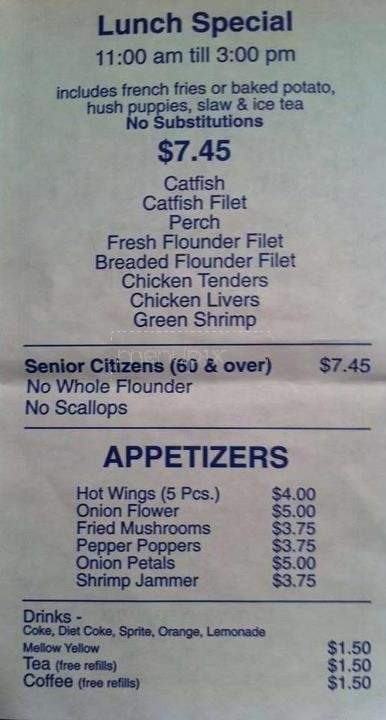 Lunch Special
11:00 am till 3:00 pm
includes french fries or baked potato,
hush puppies, slaw & ice tea
No Substitutions
$7.45
Catfish
Catfish Filet
Perch
Fresh Flounder Filet
Breaded Flounder Filet
Chicken Tenders
Chicken Livers
Green Shrimp
menupix
Senior Citizens (60 & over) $7.45
No Whole Flounder
No Scallops
APPETIZERS
Hot Wings (5 Pcs.) $4.00
Onion Flower $5.00
Fried Mushrooms $3.75
Pepper Poppers $3.75
Onion Petals $5.00
Shrimp Jammer $3.75
Drinks -
Coke, Diet Coke, Sprite, Orange, Lemonade
Mellow Yellow $1.50
Tea (free refills) $1.50
Coffee (free refills) $1.50